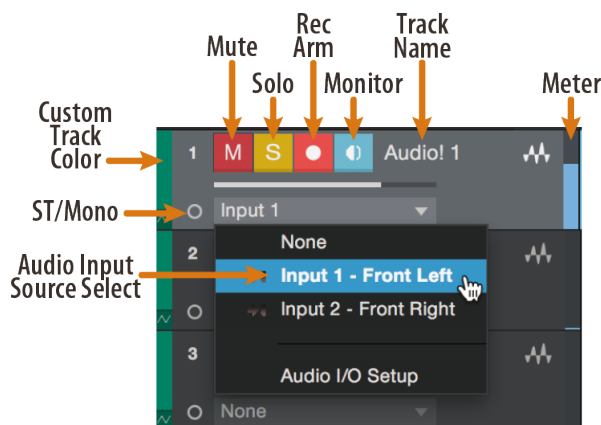 Mute
Rec
Arm
Track
Name
Solo
Monitor
Meter
Custom
Track
Color
1
M
S
Audio! 1
ST/Mono
Input 1
None
2
Audio Input
Source Select
Input 1 - Front Left
Input 2 - Front Right
3
Audio I/O Setup
None